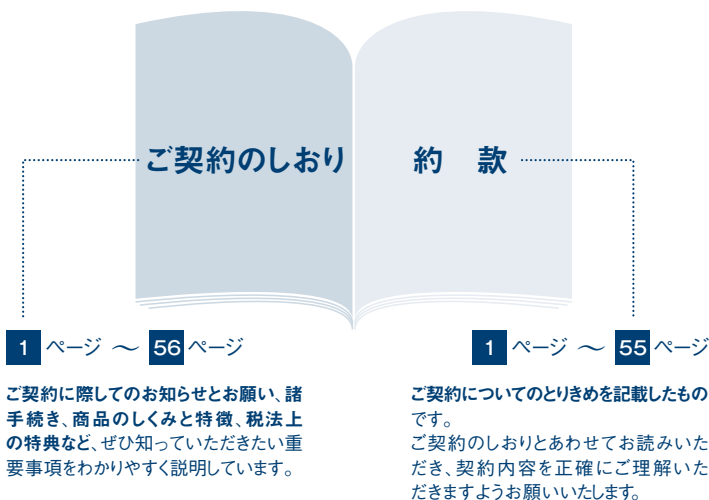 ご契約のしおり
約 款
1 ページ ～ 56 ページ
ご契約に際してのお知らせとお願い、諸
手続き、商品のしくみと特徴、税法上
の特典など、ぜひ知っていただきたい重
要事項をわかりやすく説明しています。
1 ページ ～ 55 ページ
ご契約についてのとりきめを記載したもの
です。
ご契約のしおりとあわせてお読みいた
だき、契約内容を正確にご理解いた
だきますようお願いいたします。